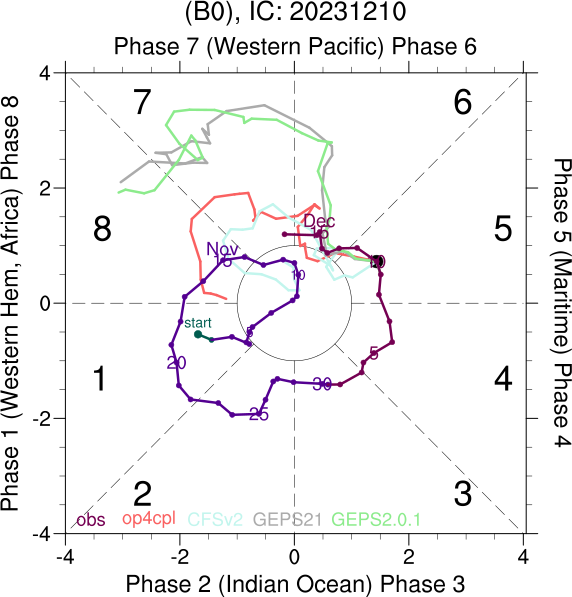 (B0), IC: 20231210
Phase 7 (Western Pacific) Phase 6
4
7
6
2
8
5
Dec
15
Nov
15
10
10
0
start
5
5
20
1
4
30
25
-2
2
3
obs op4cpl CFSv2 GEPS21 GEPS2.0.1
-4
-4 -2 0 2 4
Phase 2 (Indian Ocean) Phase 3
Phase 1 (Western Hem, Africa) Phase 8
Phase 5 (Maritime) Phase 4